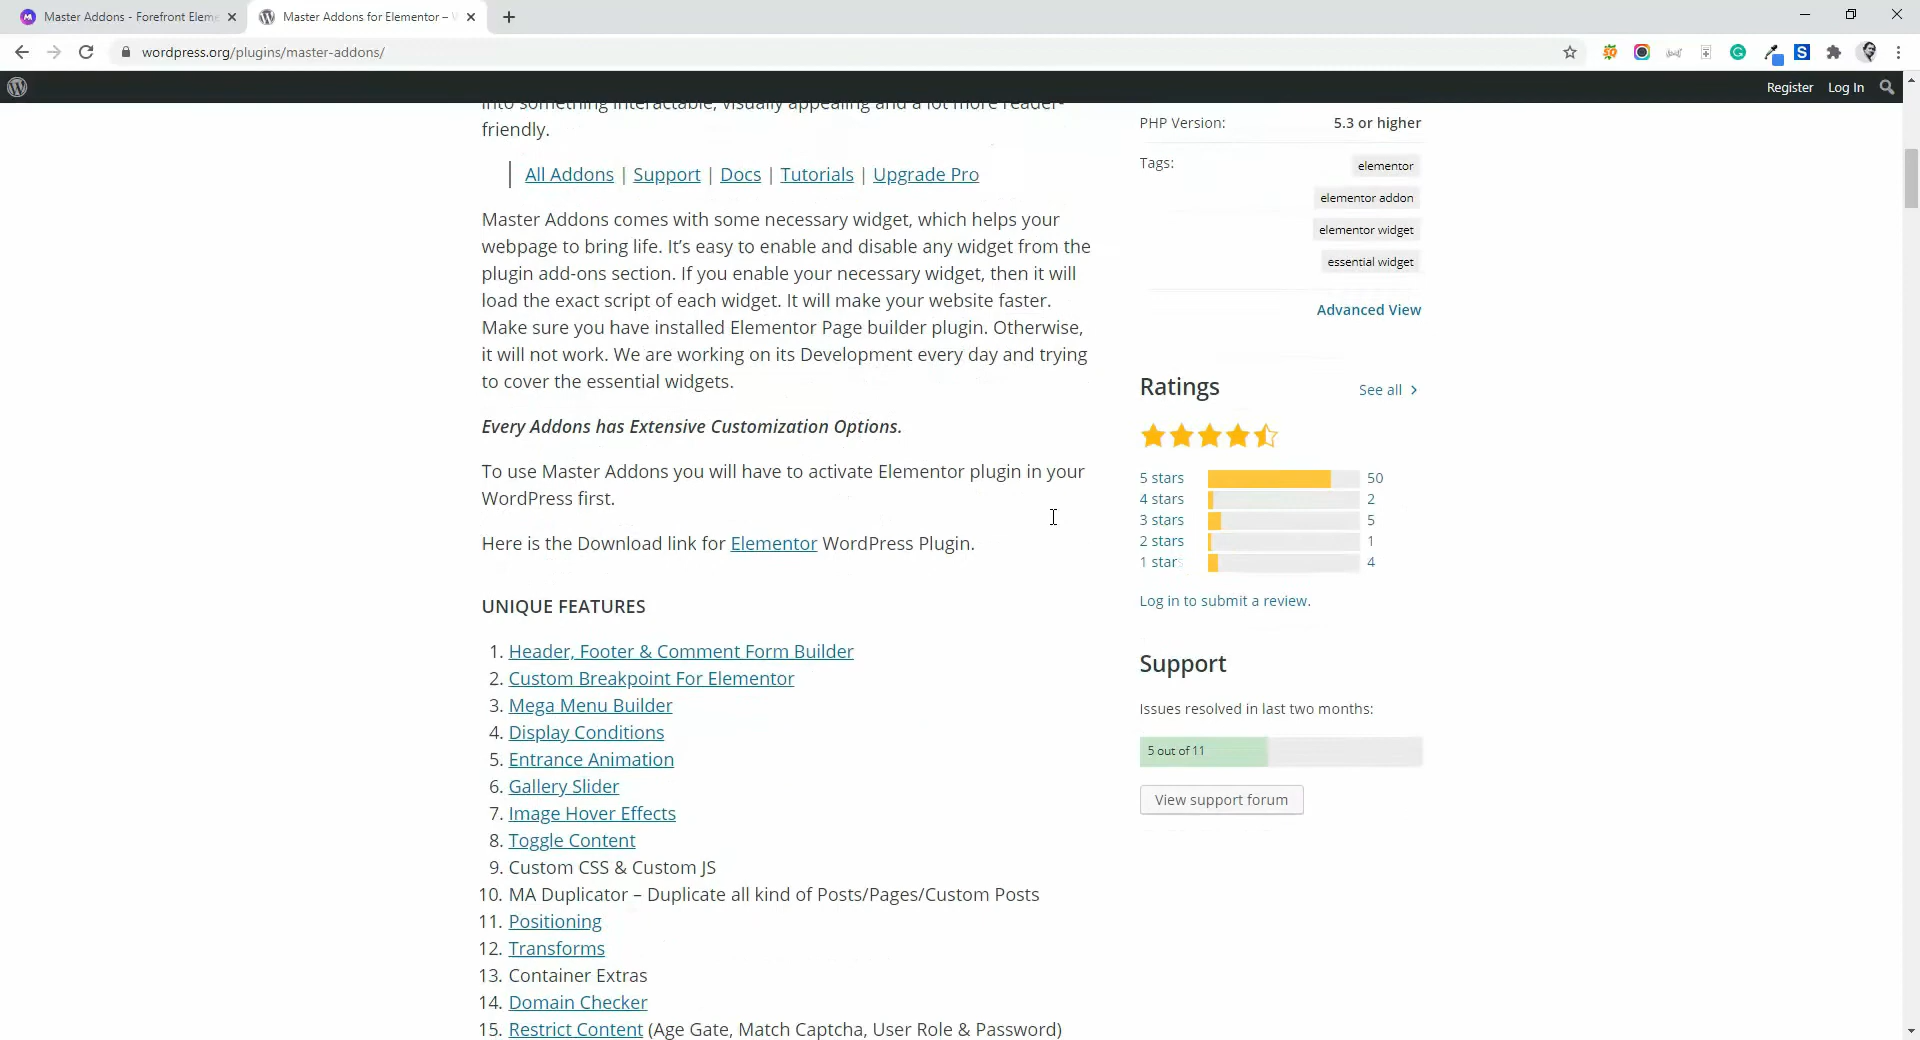 Master Addons - Forefront Eleme
Master Addons for Elementor –
wordpress.org/plugins/master-addons/
Register Log In
into something interactable, visually appealing and a lot more reader-
friendly.
All Addons | Support | Docs | Tutorials | Upgrade Pro
Master Addons comes with some necessary widget, which helps your
webpage to bring life. It’s easy to enable and disable any widget from the
plugin add-ons section. If you enable your necessary widget, then it will
load the exact script of each widget. It will make your website faster.
Make sure you have installed Elementor Page builder plugin. Otherwise,
it will not work. We are working on its Development every day and trying
to cover the essential widgets.
Every Addons has Extensive Customization Options.
To use Master Addons you will have to activate Elementor plugin in your
WordPress first.
Here is the Download link for Elementor WordPress Plugin.
UNIQUE FEATURES
1. Header, Footer & Comment Form Builder
2. Custom Breakpoint For Elementor
3. Mega Menu Builder
4. Display Conditions
5. Entrance Animation
6. Gallery Slider
7. Image Hover Effects
8. Toggle Content
9. Custom CSS & Custom JS
10. MA Duplicator – Duplicate all kind of Posts/Pages/Custom Posts
11. Positioning
12. Transforms
13. Container Extras
14. Domain Checker
15. Restrict Content (Age Gate, Match Captcha, User Role & Password)
PHP Version: 5.3 or higher
Tags: elementor
elementor addon
elementor widget
essential widget
Advanced View
Ratings See all
5 stars 50
4 stars 2
3 stars 5
2 stars 1
1 stars 4
Log in to submit a review.
Support
Issues resolved in last two months:
5 out of 11
View support forum